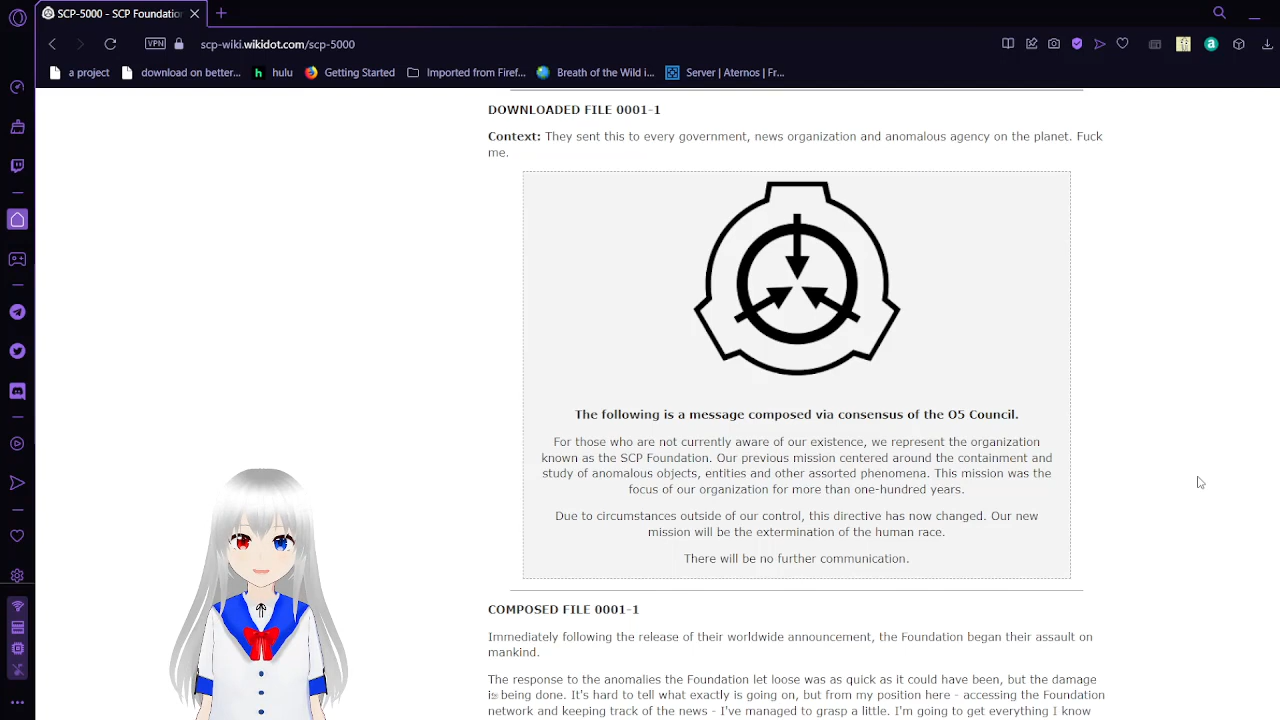 SCP-5000 - SCP Foundation
VPN scp-wiki.wikidot.com/scp-5000
a project download on better... hulu Getting Started Imported from Firef... Breath of the Wild i... Server | Aternos | Fr...
DOWNLOADED FILE 0001-1
Context: They sent this to every government, news organization and anomalous agency on the planet. Fuck
me.
The following is a message composed via consensus of the O5 Council.
For those who are not currently aware of our existence, we represent the organization
known as the SCP Foundation. Our previous mission centered around the containment and
study of anomalous objects, entities and other assorted phenomena. This mission was the
focus of our organization for more than one-hundred years.
Due to circumstances outside of our control, this directive has now changed. Our new
mission will be the extermination of the human race.
There will be no further communication.
COMPOSED FILE 0001-1
Immediately following the release of their worldwide announcement, the Foundation began their assault on
mankind.
The response to the anomalies the Foundation let loose was as quick as it could have been, but the damage
is being done. It's hard to tell what exactly is going on, but from my position here - accessing the Foundation
network and keeping track of the news - I've managed to grasp a little. I'm going to get everything I know